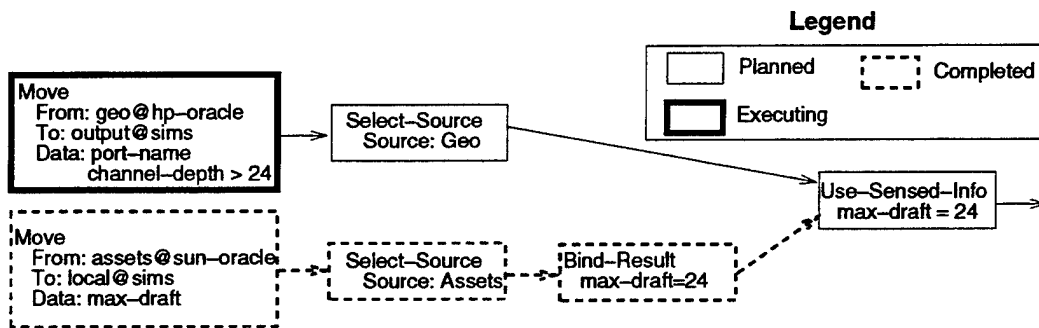 Legend
Planned
Completed
Executing
Move
From: geo@hp-oracle
To: output@sims
Data: port-name
channel-depth > 24
Select-Source
Source: Geo
Use-Sensed-Info
max-draft = 24
Move
From: assets@sun-oracle
To: local@sims
Data: max-draft
Select-Source
Source: Assets
Bind-Result
max-draft=24